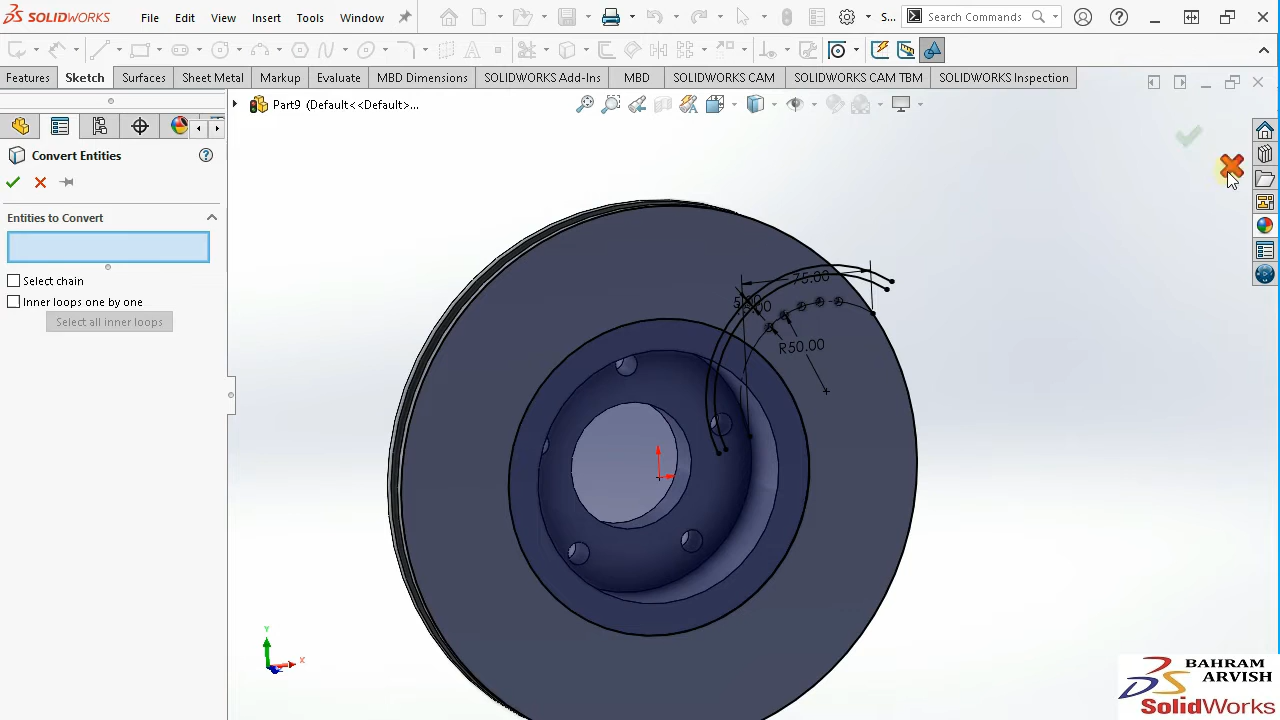 SOLIDWORKS File Edit View Insert Tools Window S... Search Commands
Features Sketch Surfaces Sheet Metal Markup Evaluate MBD Dimensions SOLIDWORKS Add-Ins MBD SOLIDWORKS CAM SOLIDWORKS CAM TBM SOLIDWORKS Inspection
Part9 (Default<<Default>...
Convert Entities
Entities to Convert
Select chain
Inner loops one by one
Select all inner loops
75.00
R50.00
Y
X
BAHRAM
ARVISH
SolidWorks